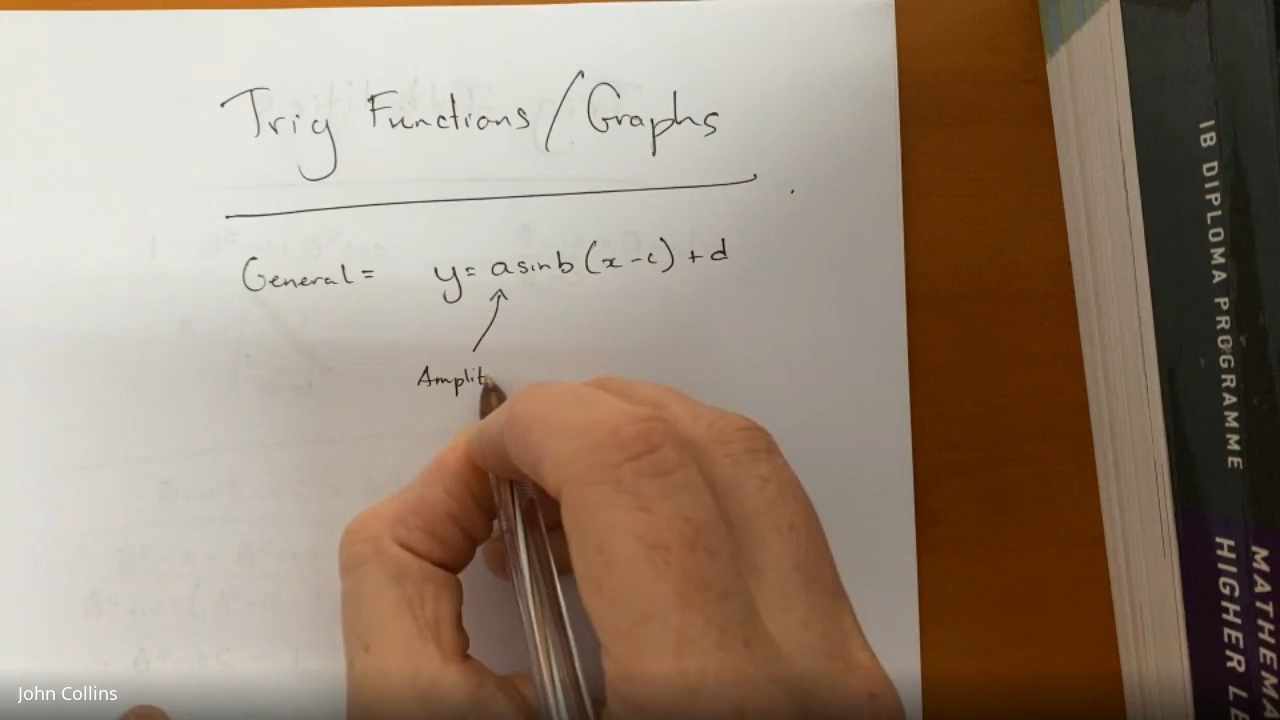 Trig Functions/Graphs
General = y= asinb(x-c)+d
Amplit
IB DIPLOMA PROGRAMME
HIGHER LE
MATHEMA
John Collins